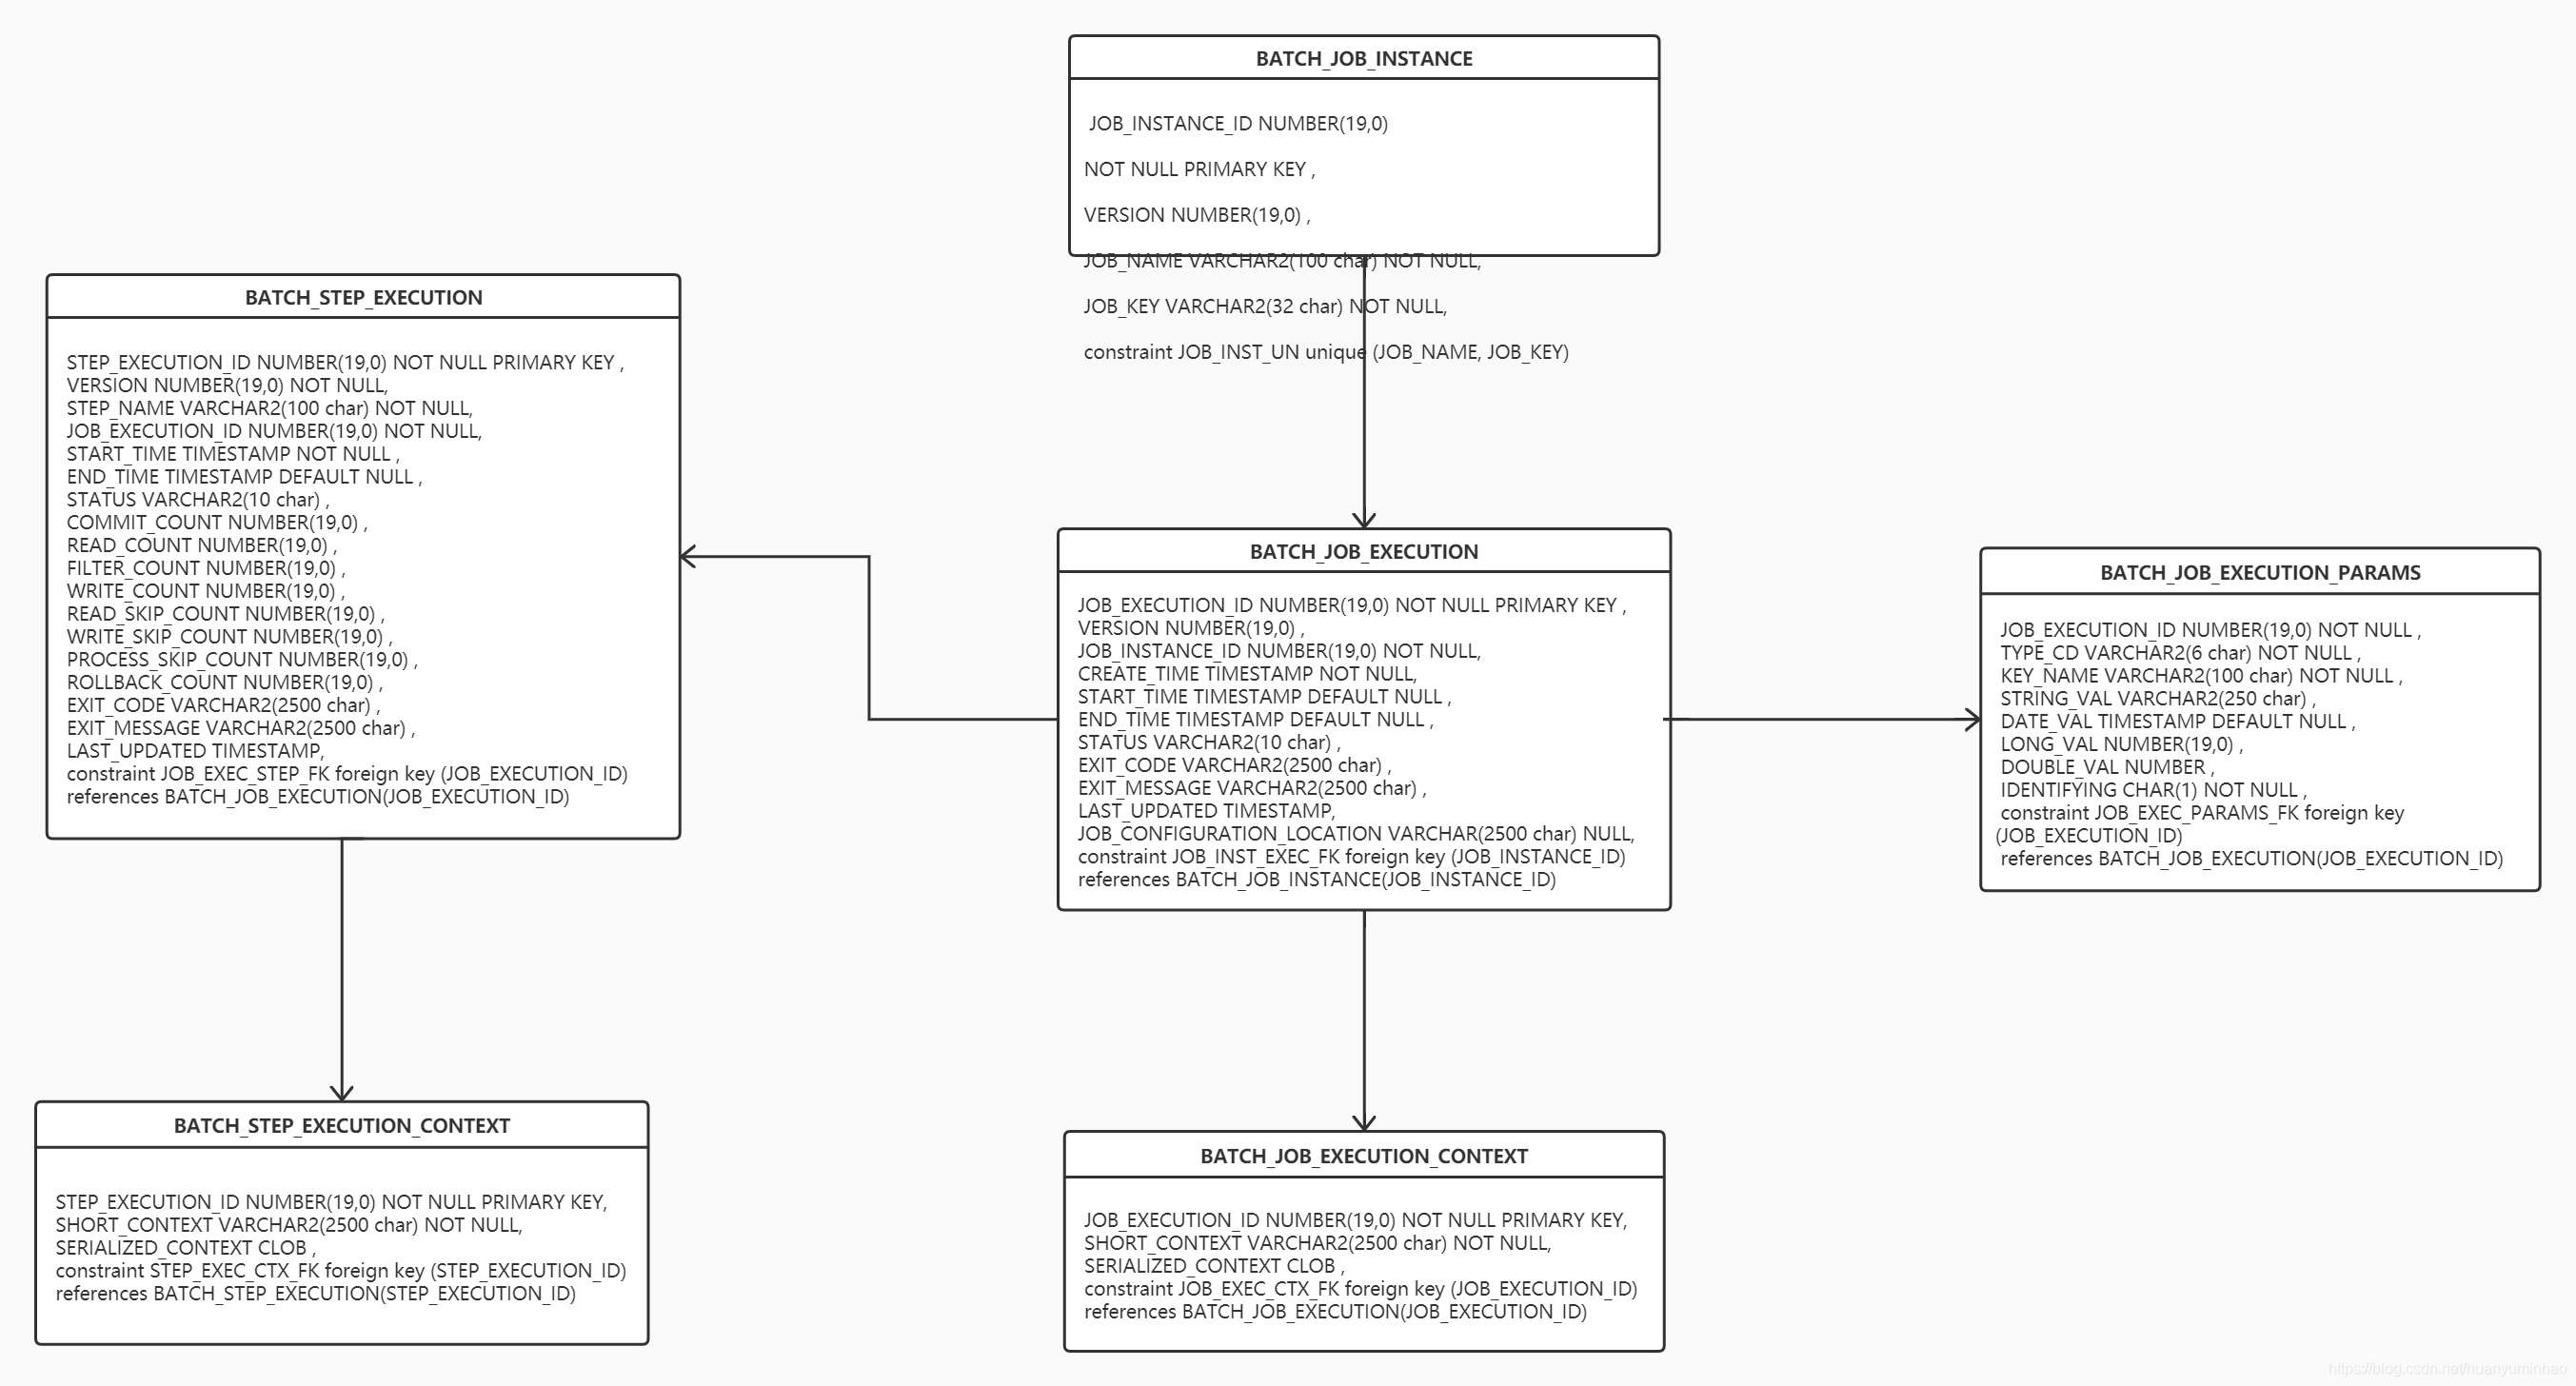 BATCH_JOB_INSTANCE
JOB_INSTANCE_ID NUMBER(19,0)
NOT NULL PRIMARY KEY ,
VERSION NUMBER(19,0) ,
JOB_NAME VARCHAR2(100 char) NOT NULL,
JOB_KEY VARCHAR2(32 char) NOT NULL,
constraint JOB_INST_UN unique (JOB_NAME, JOB_KEY)
BATCH_STEP_EXECUTION
STEP_EXECUTION_ID NUMBER(19,0) NOT NULL PRIMARY KEY ,
VERSION NUMBER(19,0) NOT NULL,
STEP_NAME VARCHAR2(100 char) NOT NULL,
JOB_EXECUTION_ID NUMBER(19,0) NOT NULL,
START_TIME TIMESTAMP NOT NULL ,
END_TIME TIMESTAMP DEFAULT NULL ,
STATUS VARCHAR2(10 char) ,
COMMIT_COUNT NUMBER(19,0) ,
READ_COUNT NUMBER(19,0) ,
FILTER_COUNT NUMBER(19,0) ,
WRITE_COUNT NUMBER(19,0) ,
READ_SKIP_COUNT NUMBER(19,0) ,
WRITE_SKIP_COUNT NUMBER(19,0) ,
PROCESS_SKIP_COUNT NUMBER(19,0) ,
ROLLBACK_COUNT NUMBER(19,0) ,
EXIT_CODE VARCHAR2(2500 char) ,
EXIT_MESSAGE VARCHAR2(2500 char) ,
LAST_UPDATED TIMESTAMP,
constraint JOB_EXEC_STEP_FK foreign key (JOB_EXECUTION_ID)
references BATCH_JOB_EXECUTION(JOB_EXECUTION_ID)
BATCH_JOB_EXECUTION
JOB_EXECUTION_ID NUMBER(19,0) NOT NULL PRIMARY KEY ,
VERSION NUMBER(19,0) ,
JOB_INSTANCE_ID NUMBER(19,0) NOT NULL,
CREATE_TIME TIMESTAMP NOT NULL,
START_TIME TIMESTAMP DEFAULT NULL ,
END_TIME TIMESTAMP DEFAULT NULL ,
STATUS VARCHAR2(10 char) ,
EXIT_CODE VARCHAR2(2500 char) ,
EXIT_MESSAGE VARCHAR2(2500 char) ,
LAST_UPDATED TIMESTAMP,
JOB_CONFIGURATION_LOCATION VARCHAR(2500 char) NULL,
constraint JOB_INST_EXEC_FK foreign key (JOB_INSTANCE_ID)
references BATCH_JOB_INSTANCE(JOB_INSTANCE_ID)
BATCH_JOB_EXECUTION_PARAMS
JOB_EXECUTION_ID NUMBER(19,0) NOT NULL ,
TYPE_CD VARCHAR2(6 char) NOT NULL ,
KEY_NAME VARCHAR2(100 char) NOT NULL ,
STRING_VAL VARCHAR2(250 char) ,
DATE_VAL TIMESTAMP DEFAULT NULL ,
LONG_VAL NUMBER(19,0) ,
DOUBLE_VAL NUMBER ,
IDENTIFYING CHAR(1) NOT NULL ,
constraint JOB_EXEC_PARAMS_FK foreign key
(JOB_EXECUTION_ID)
references BATCH_JOB_EXECUTION(JOB_EXECUTION_ID)
BATCH_STEP_EXECUTION_CONTEXT
STEP_EXECUTION_ID NUMBER(19,0) NOT NULL PRIMARY KEY,
SHORT_CONTEXT VARCHAR2(2500 char) NOT NULL,
SERIALIZED_CONTEXT CLOB ,
constraint STEP_EXEC_CTX_FK foreign key (STEP_EXECUTION_ID)
references BATCH_STEP_EXECUTION(STEP_EXECUTION_ID)
BATCH_JOB_EXECUTION_CONTEXT
JOB_EXECUTION_ID NUMBER(19,0) NOT NULL PRIMARY KEY,
SHORT_CONTEXT VARCHAR2(2500 char) NOT NULL,
SERIALIZED_CONTEXT CLOB ,
constraint JOB_EXEC_CTX_FK foreign key (JOB_EXECUTION_ID)
references BATCH_JOB_EXECUTION(JOB_EXECUTION_ID)
https://blog.csdn.net/huanyuminhao